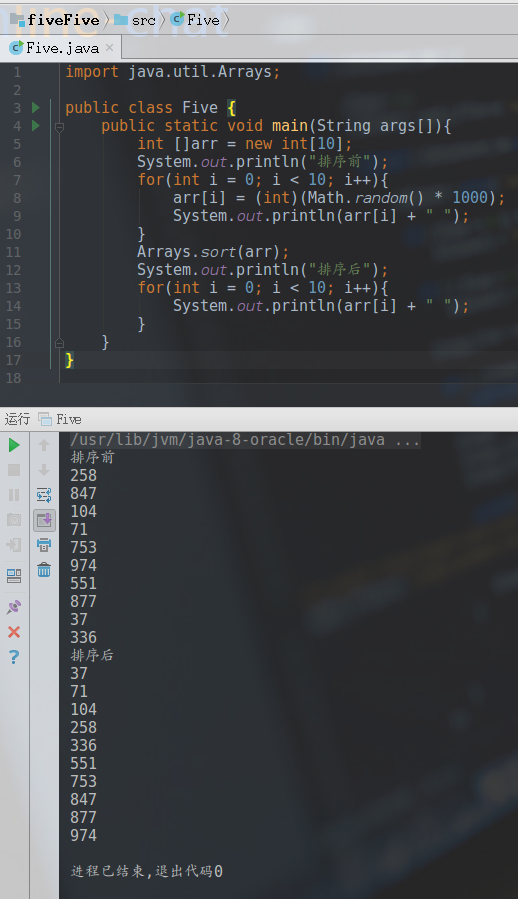 line chat
fiveFive src Five
Five.java
1 import java.util.Arrays;
2
3 public class Five {
4 public static void main(String args[]){
5 int []arr = new int[10];
6 System.out.println("排序前");
7 for(int i = 0; i < 10; i++){
8 arr[i] = (int)(Math.random() * 1000);
9 System.out.println(arr[i] + " ");
10 }
11 Arrays.sort(arr);
12 System.out.println("排序后");
13 for(int i = 0; i < 10; i++){
14 System.out.println(arr[i] + " ");
15 }
16 }
17 }
18
运行 Five
/usr/lib/jvm/java-8-oracle/bin/java ...
排序前
258
847
104
71
753
974
551
877
37
336
排序后
37
71
104
258
336
551
753
847
877
974
进程已结束,退出代码0